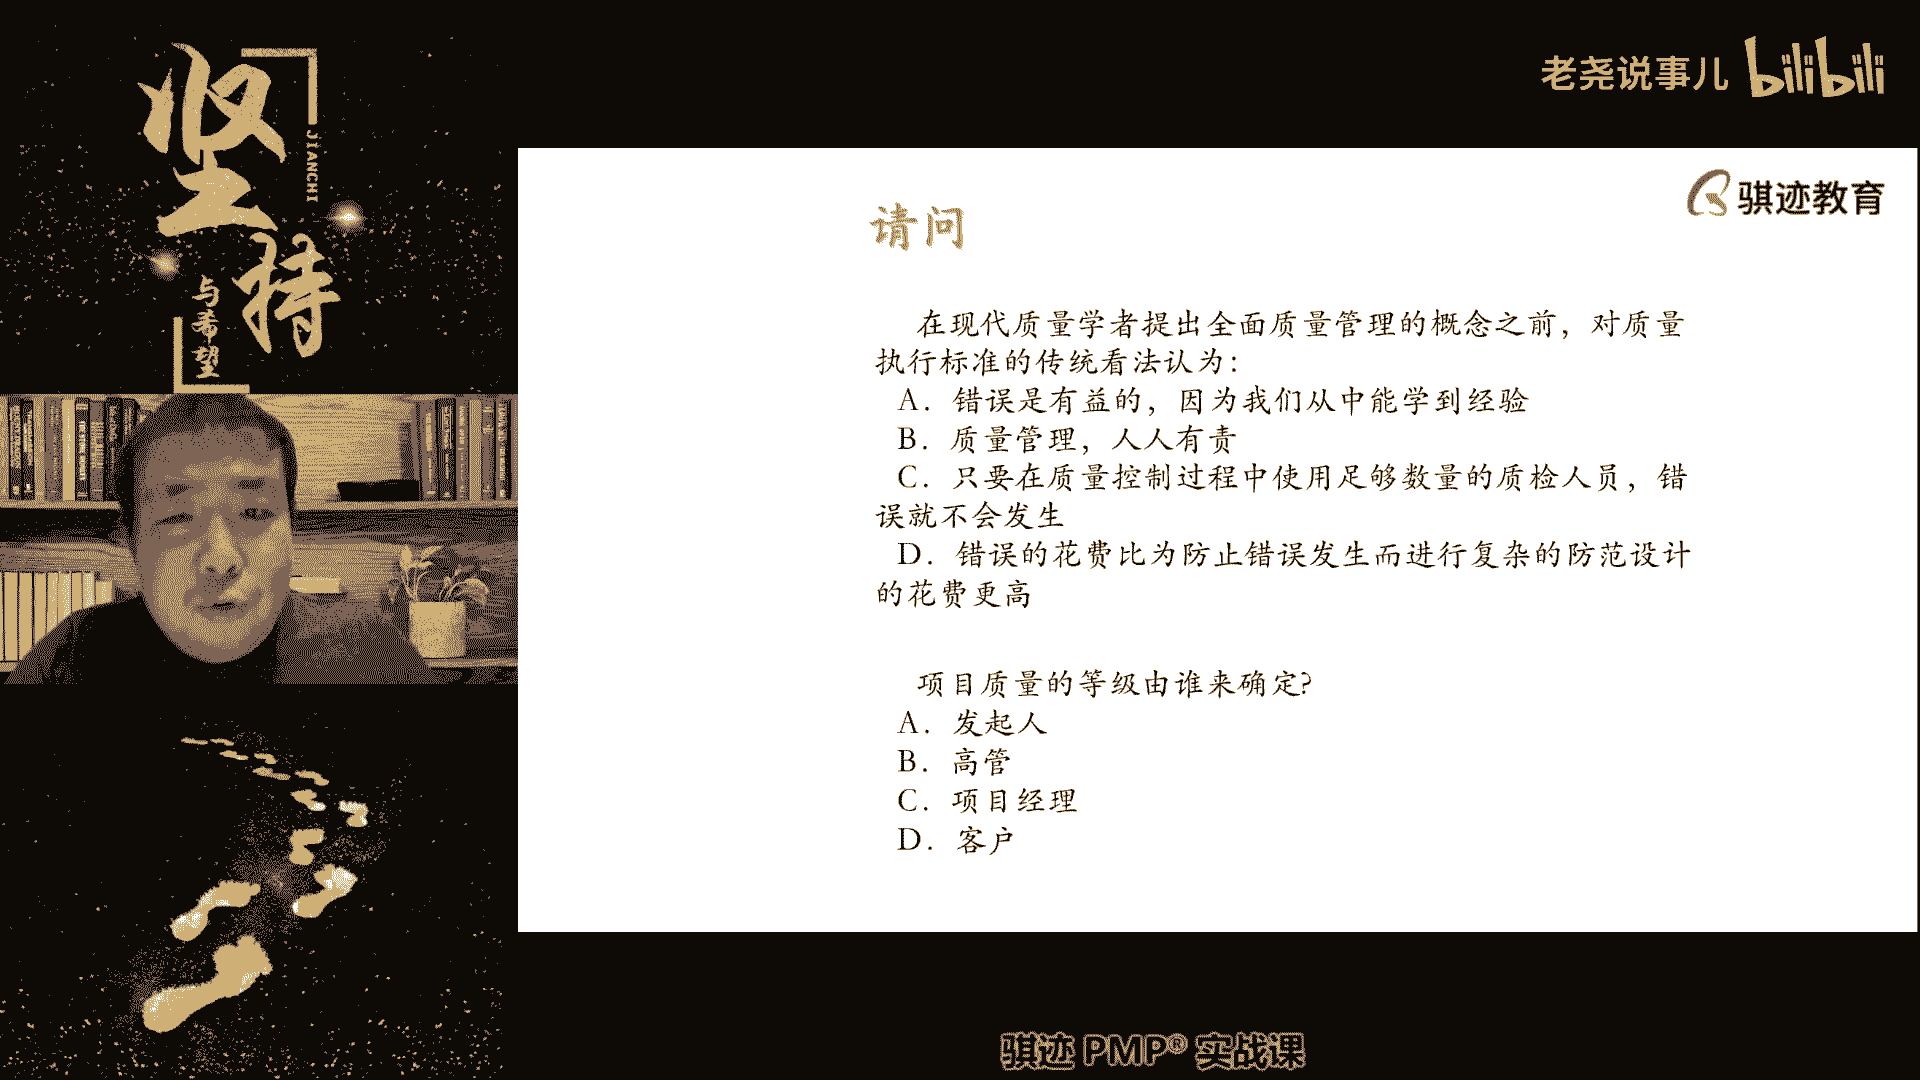 坚持
JIANCHI
与希望
老尧说事儿 bilibili
骐迹教育
请问
在现代质量学者提出全面质量管理的概念之前，对质量
执行标准的传统看法认为：
A．错误是有益的，因为我们从中能学到经验
B．质量管理，人人有责
C．只要在质量控制过程中使用足够数量的质检人员，错
误就不会发生
D．错误的花费比为防止错误发生而进行复杂的防范设计
的花费更高
项目质量的等级由谁来确定?
A．发起人
B．高管
C．项目经理
D．客户
骐迹 PMP® 实战课